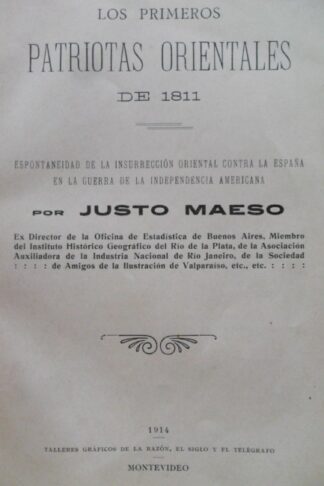 LOS PRIMEROS
PATRIOTAS ORIENTALES
DE 1811
ESPONTANEIDAD DE LA INSURRECCIÓN ORIENTAL CONTRA LA ESPAÑA
EN LA GUERRA DE LA INDEPENDENCIA AMERICANA
POR JUSTO MAESO
Ex Director de la Oficina de Estadística de Buenos Aires, Miembro
del Instituto Histórico Geográfico del Río de la Plata, de la Asociación
Auxiliadora de la Industria Nacional de Río Janeiro, de la Sociedad
: : : : de Amigos de la Ilustración de Valparaíso, etc., etc. : : : :
1914
TALLERES GRÁFICOS DE LA RAZÓN, EL SIGLO Y EL TELÉGRAFO
MONTEVIDEO